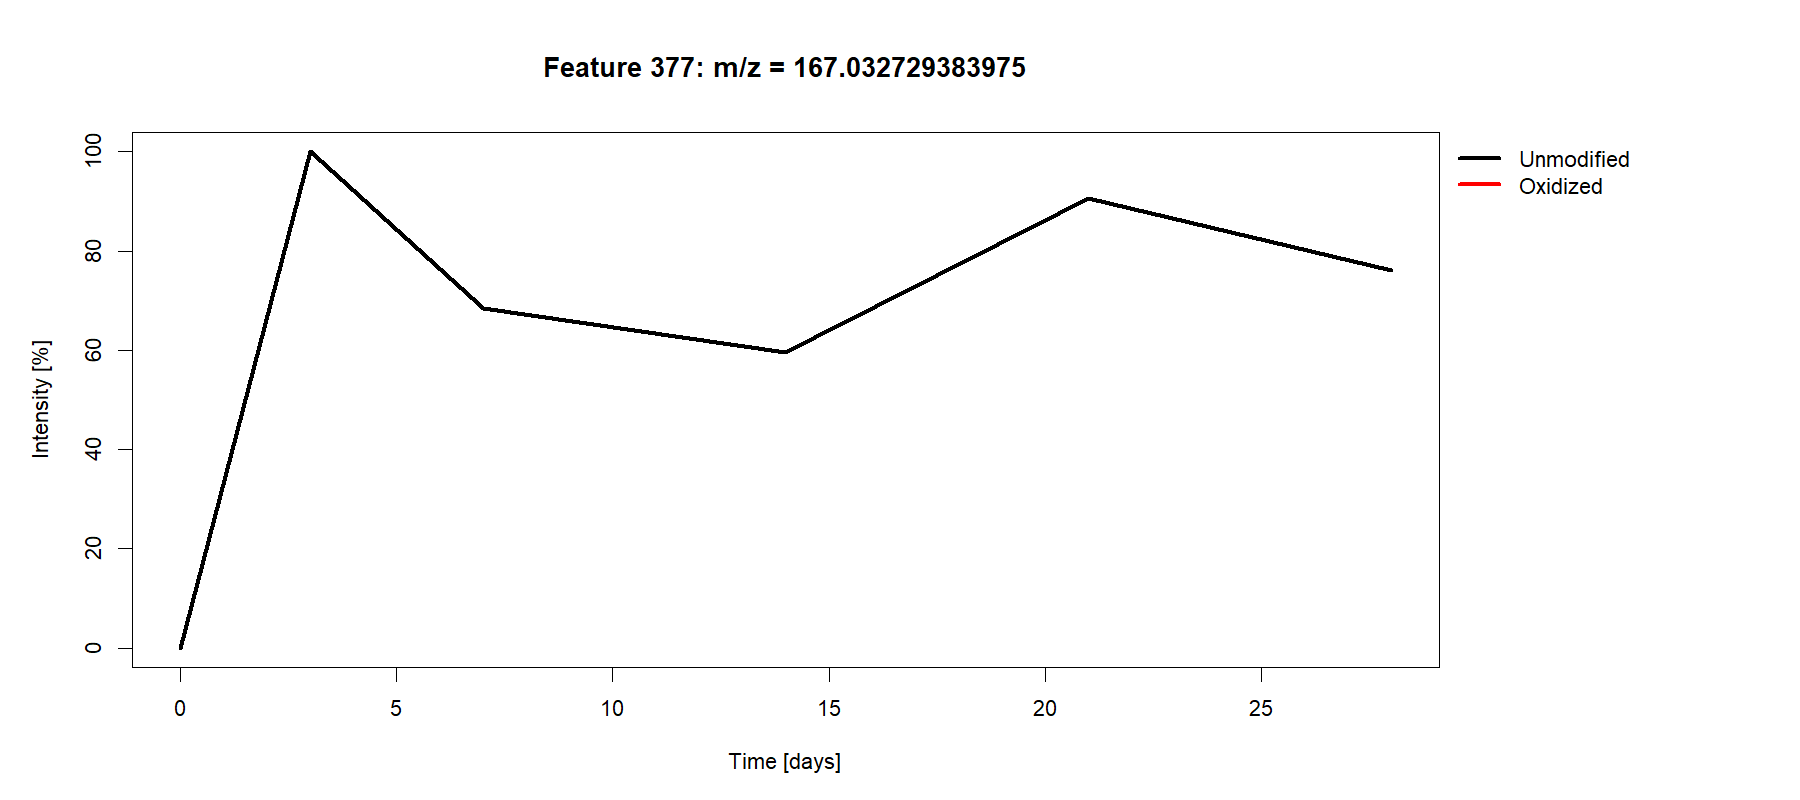 Feature 377: m/z = 167.032729383975
Unmodified
Oxidized
Intensity [%]
100
80
60
40
20
0
0 5 10 15 20 25
Time [days]